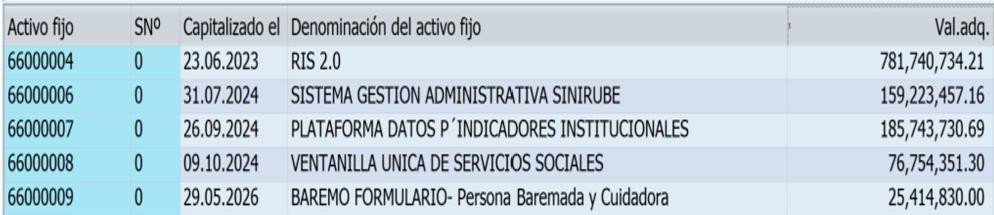 Activo fijo SNº Capitalizado el Denominación del activo fijo Val.adq.
66000004 0 23.06.2023 RIS 2.0 781,740,734.21
66000006 0 31.07.2024 SISTEMA GESTION ADMINISTRATIVA SINIRUBE 159,223,457.16
66000007 0 26.09.2024 PLATAFORMA DATOS P´INDICADORES INSTITUCIONALES 185,743,730.69
66000008 0 09.10.2024 VENTANILLA UNICA DE SERVICIOS SOCIALES 76,754,351.30
66000009 0 29.05.2026 BAREMO FORMULARIO- Persona Baremada y Cuidadora 25,414,830.00